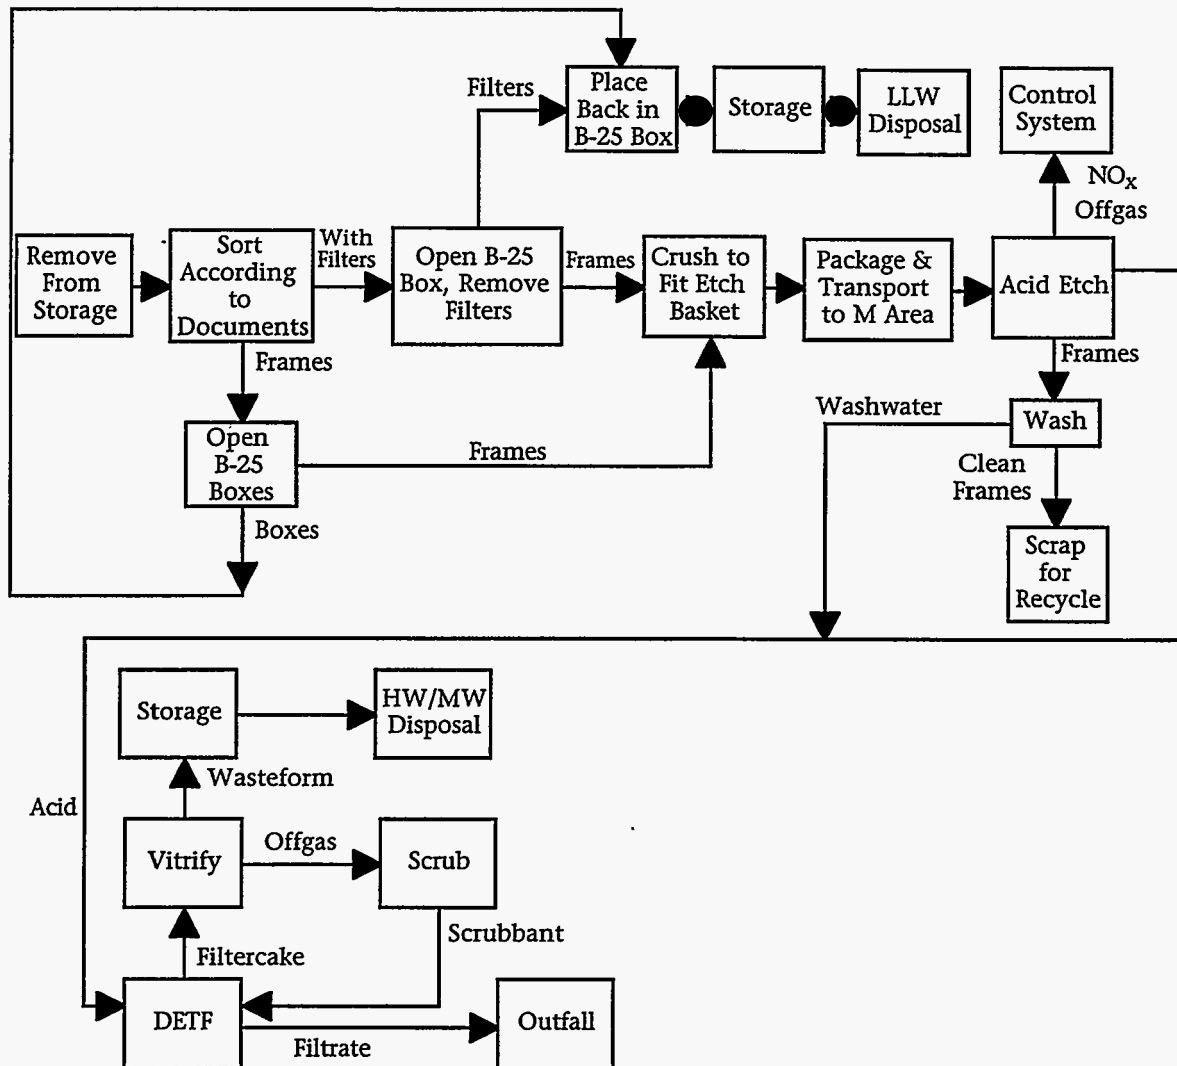 Filters
Place
Back in
B-25 Box
Storage
LLW
Disposal
Control
System
NOx
Offgas
Remove
From
Storage
Sort
According
to
Documents
With
Filters
Open B-25
Box, Remove
Filters
Frames
Crush to
Fit Etch
Basket
Package &
Transport
to M Area
Acid Etch
Frames
Frames
Open
B-25
Boxes
Frames
Boxes
Washwater
Wash
Clean
Frames
Scrap
for
Recycle
Storage
HW/MW
Disposal
Wasteform
Acid
Vitrify
Offgas
Scrub
Scrubbant
Filtercake
DETF
Filtrate
Outfall